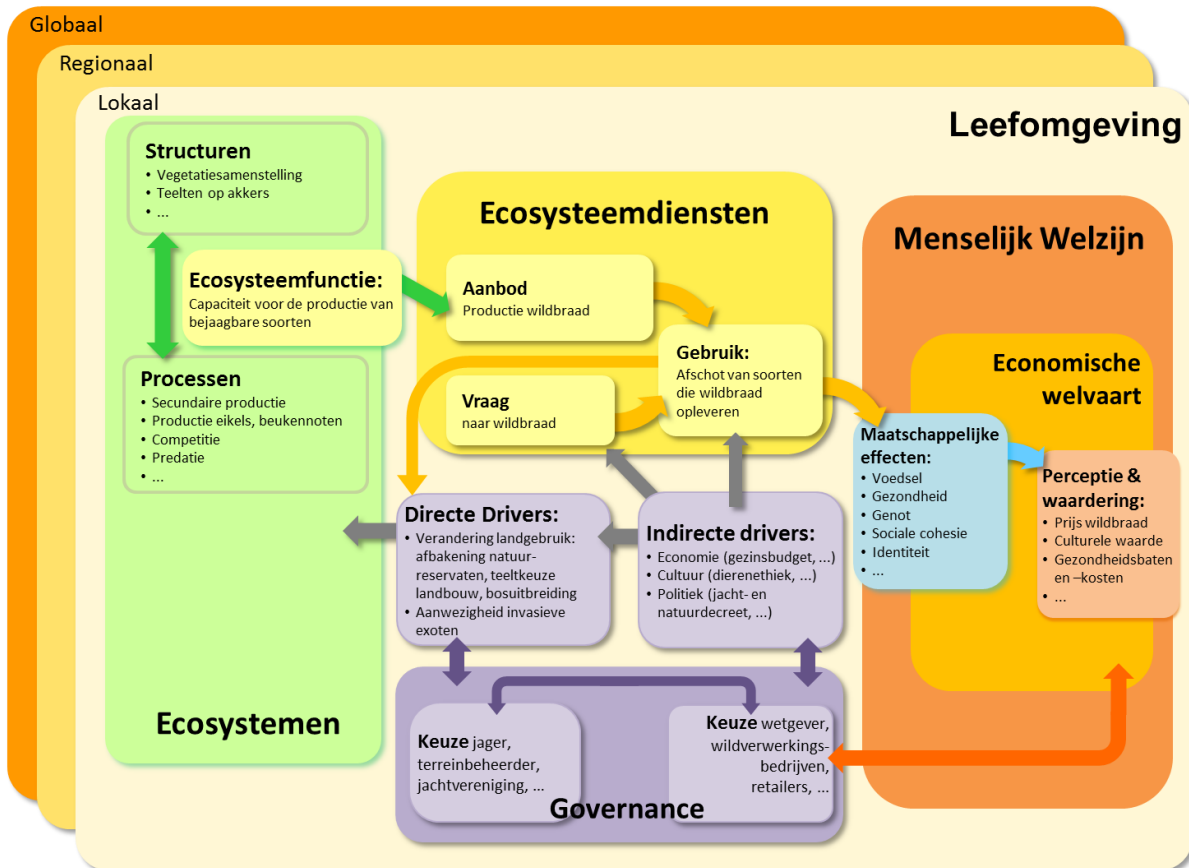 Globaal
Regionaal
Lokaal
Leefomgeving
Structuren
• Vegetatiesamenstelling
• Teelten op akkers
• ...
Ecosysteemfunctie:
Capaciteit voor de productie van
bejaagbare soorten
Processen
• Secundaire productie
• Productie eikels, beukennoten
• Competitie
• Predatie
• ...
Ecosystemen
Ecosysteemdiensten
Aanbod
Productie wildbraad
Vraag
naar wildbraad
Gebruik:
Afschot van soorten
die wildbraad
opleveren
Directe Drivers:
• Verandering landgebruik:
afbakening natuur-
reservaten, teeltkeuze
landbouw, bosuitbreiding
• Aanwezigheid invasieve
exoten
Indirecte drivers:
• Economie (gezinsbudget, ...)
• Cultuur (dierenethiek, ...)
• Politiek (jacht- en
natuurdecreet, ...)
Keuze jager,
terreinbeheerder,
jachtvereniging, ...
Keuze wetgever,
wildverwerkings-
bedrijven,
retailers, ...
Governance
Menselijk Welzijn
Economische
welvaart
Maatschappelijke
effecten:
• Voedsel
• Gezondheid
• Genot
• Sociale cohesie
• Identiteit
• ...
Perceptie &
waardering:
• Prijs wildbraad
• Culturele waarde
• Gezondheidsbaten
en –kosten
• ...